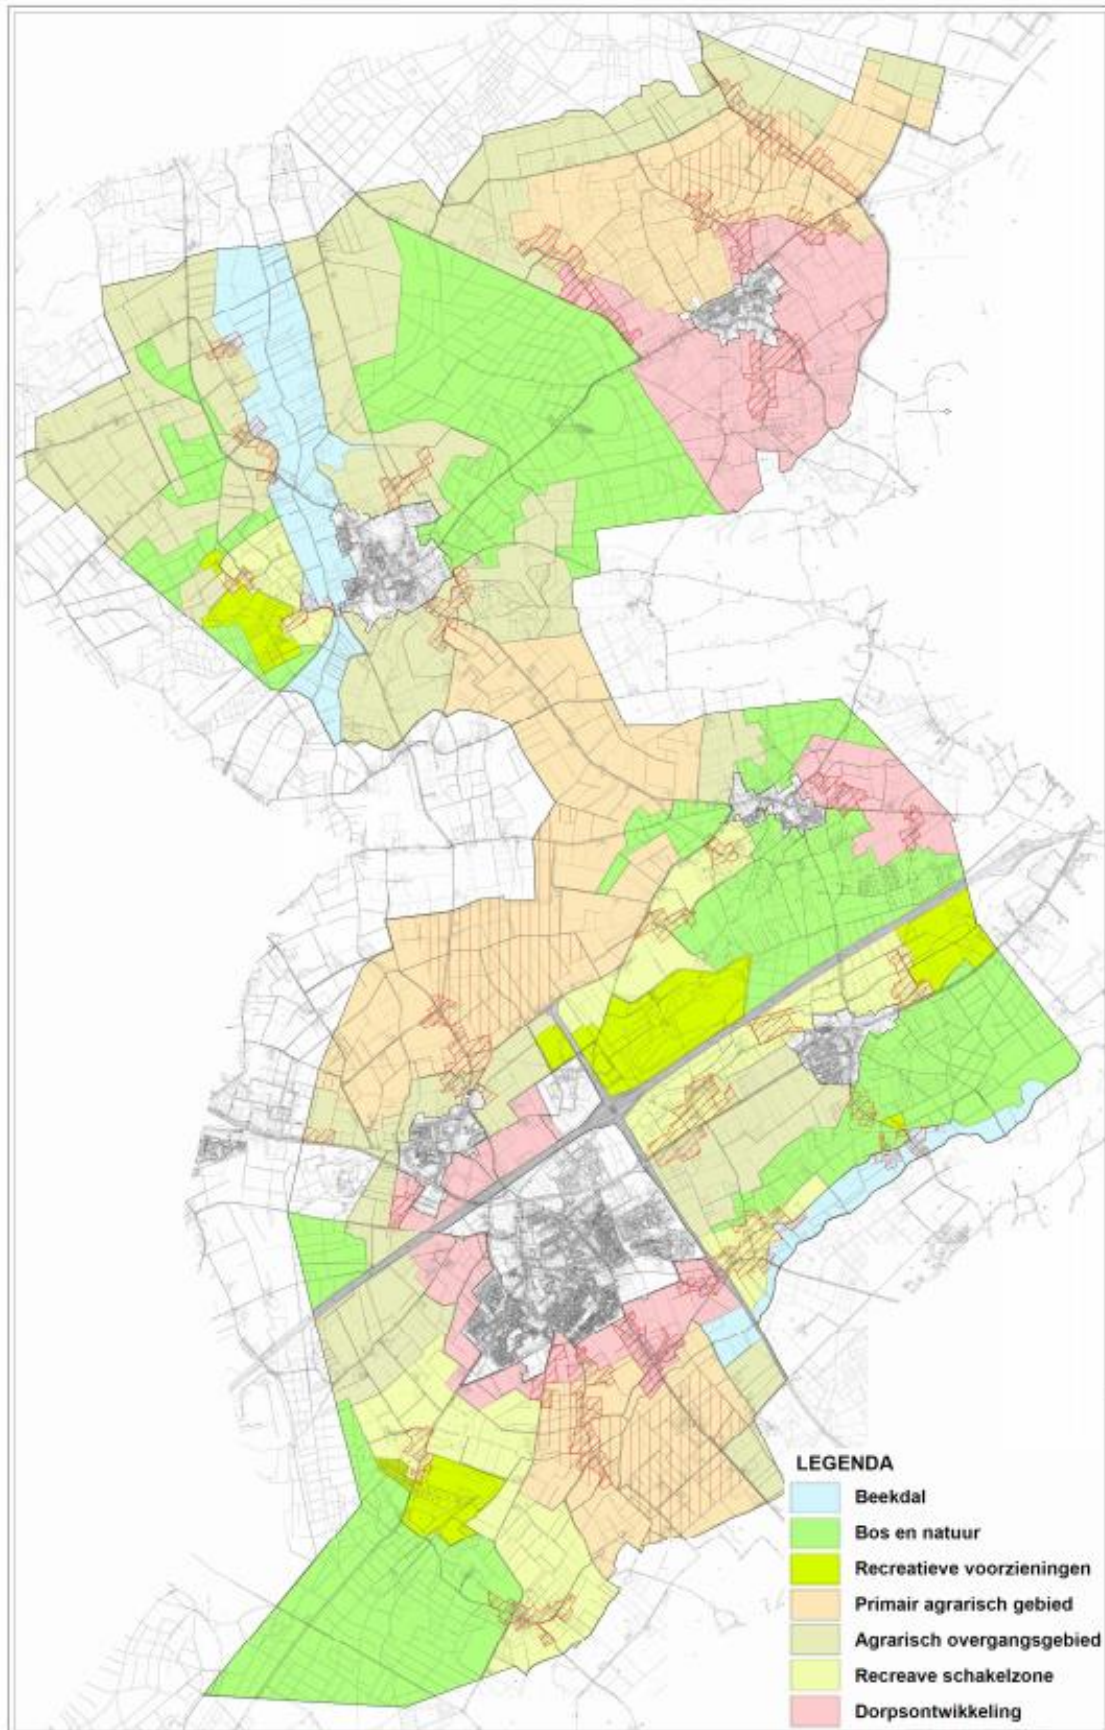 LEGENDA
Beekdal
Bos en natuur
Recreatieve voorzieningen
Primair agrarisch gebied
Agrarisch overgangsgebied
Recreave schakelzone
Dorpsontwikkeling